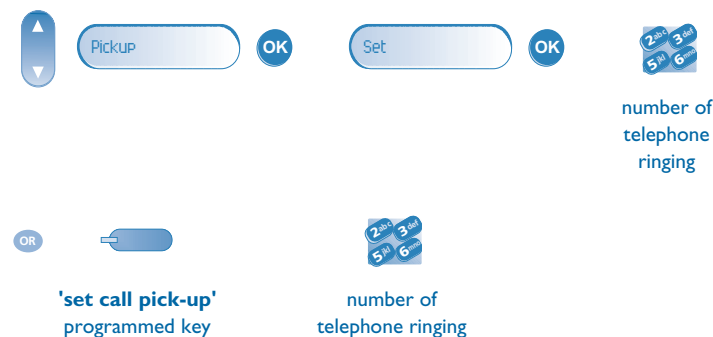 Pickup OK Set OK 2abc 3def 5jkl 6mno
number of
telephone
ringing
OR 2abc 3def 5jkl 6mno
'set call pick-up'
programmed key
number of
telephone ringing